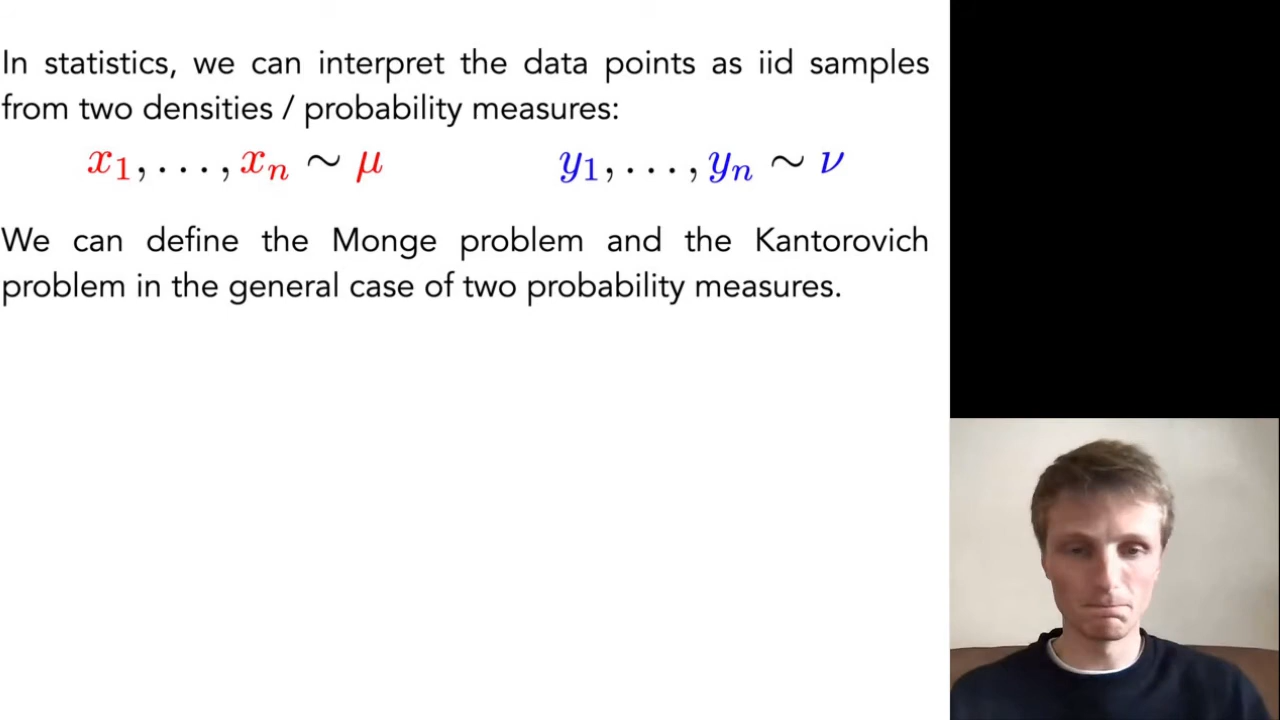 In statistics, we can interpret the data points as iid samples
from two densities / probability measures:
x₁, . . . , xₙ ∼ μ y₁, . . . , yₙ ∼ ν
We can define the Monge problem and the Kantorovich
problem in the general case of two probability measures.